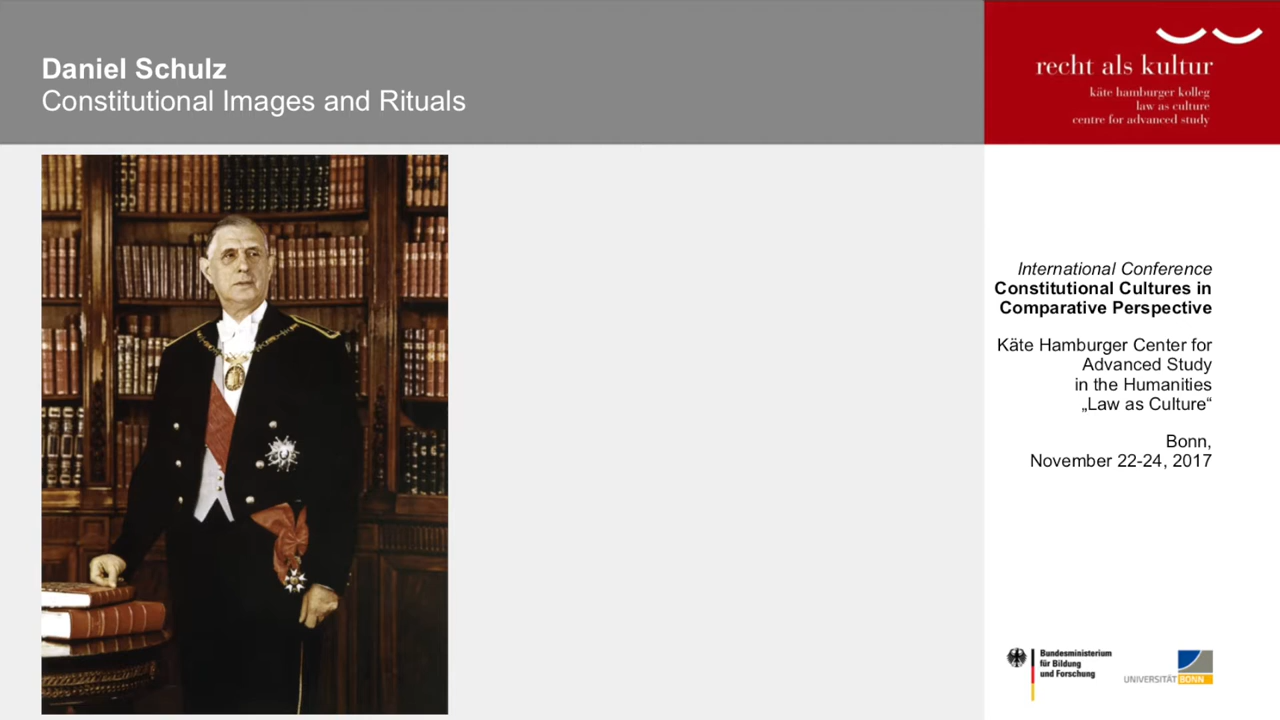 Daniel Schulz
Constitutional Images and Rituals
recht als kultur
käte hamburger kolleg
law as culture
centre for advanced study
International Conference
Constitutional Cultures in
Comparative Perspective
Käte Hamburger Center for
Advanced Study
in the Humanities
„Law as Culture“
Bonn,
November 22-24, 2017
Bundesministerium
für Bildung
und Forschung
UNIVERSITÄT BONN